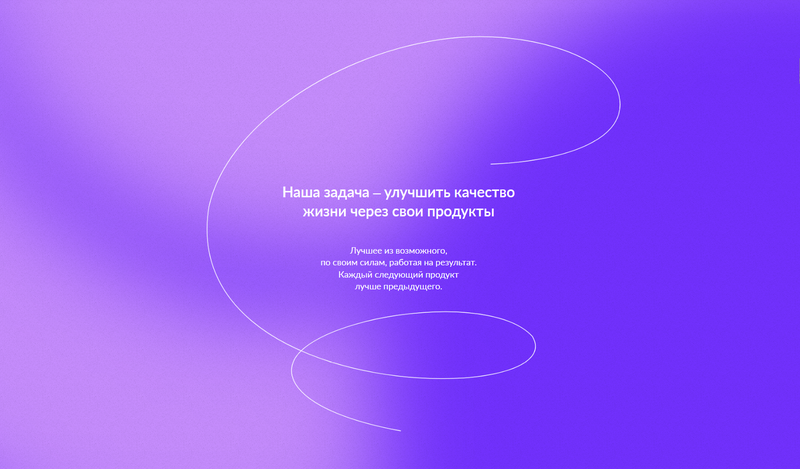 Наша задача – улучшить качество
жизни через свои продукты
Лучшее из возможного,
по своим силам, работая на результат.
Каждый следующий продукт
лучше предыдущего.